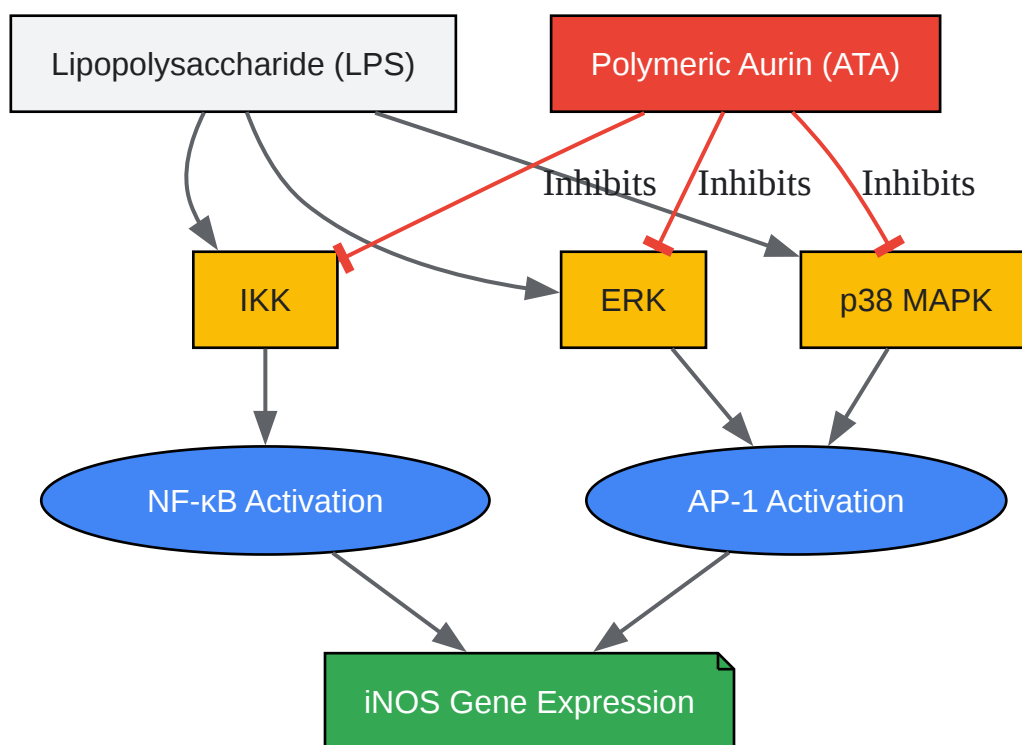 Lipopolysaccharide (LPS)
Polymeric Aurin (ATA)
Inhibits
Inhibits
Inhibits
IKK
ERK
p38 MAPK
NF-κB Activation
AP-1 Activation
iNOS Gene Expression